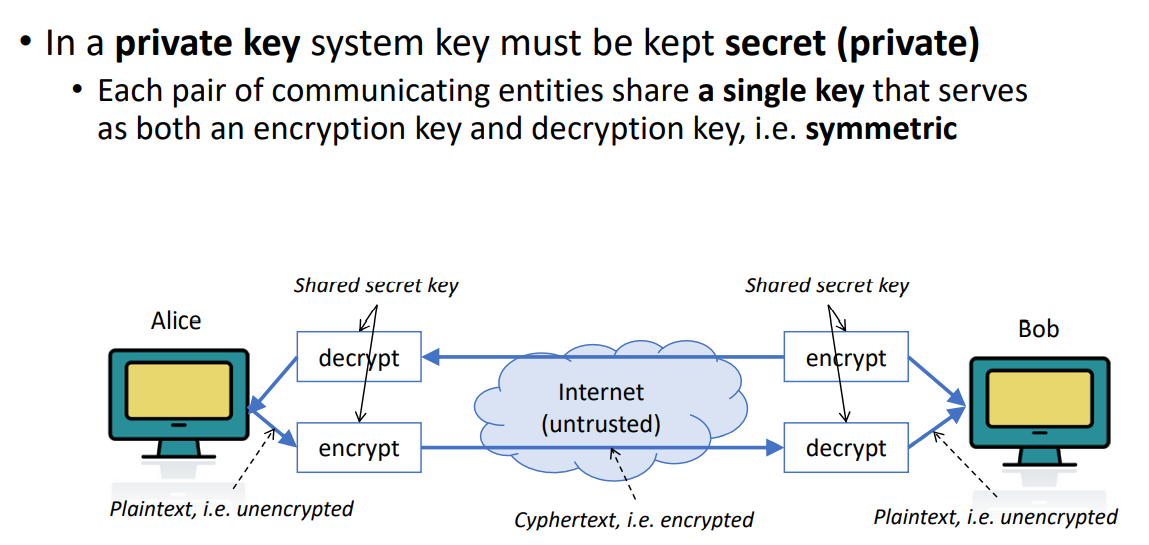 • In a private key system key must be kept secret (private)
• Each pair of communicating entities share a single key that serves
as both an encryption key and decryption key, i.e. symmetric
Shared secret key
Shared secret key
Alice
Bob
decrypt
encrypt
Internet
(untrusted)
encrypt
decrypt
Plaintext, i.e. unencrypted
Cyphertext, i.e. encrypted
Plaintext, i.e. unencrypted